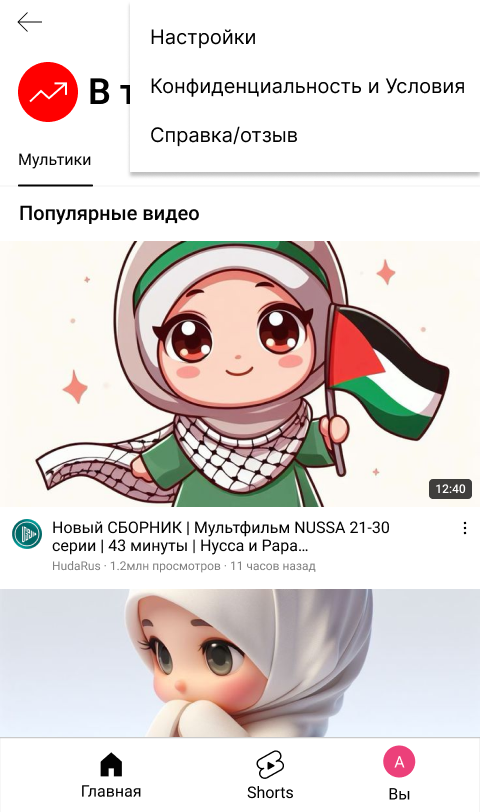 Настройки
Конфиденциальность и Условия
Справка/отзыв
В т
Мультики
Популярные видео
12:40
Новый СБОРНИК | Мультфильм NUSSA 21-30
серии | 43 минуты | Нусса и Рара...
HudaRus · 1.2млн просмотров · 11 часов назад
Главная
Shorts
А
Вы